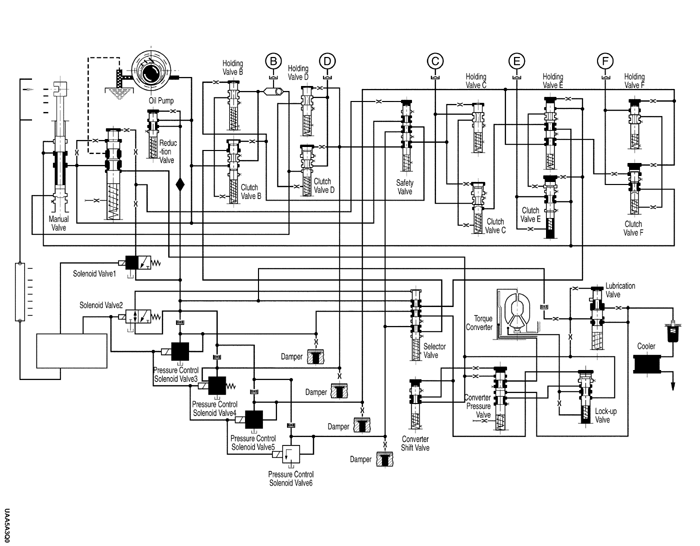 B
D
C
E
F
Holding
Valve B
Holding
Valve D
Holding
Valve C
Holding
Valve E
Holding
Valve F
Oil Pump
Reduc
-tion
Valve
Clutch
Valve B
Clutch
Valve D
Safety
Valve
Clutch
Valve C
Clutch
Valve E
Clutch
Valve F
Manual
Valve
Solenoid Valve1
Solenoid Valve2
Pressure Control
Solenoid Valve3
Pressure Control
Solenoid Valve4
Pressure Control
Solenoid Valve5
Pressure Control
Solenoid Valve6
Damper
Damper
Damper
Damper
Selector
Valve
Torque
Converter
Lubrication
Valve
Cooler
Converter
Shift Valve
Converter
Pressure
Valve
Lock-up
Valve
UAA5A3Q9